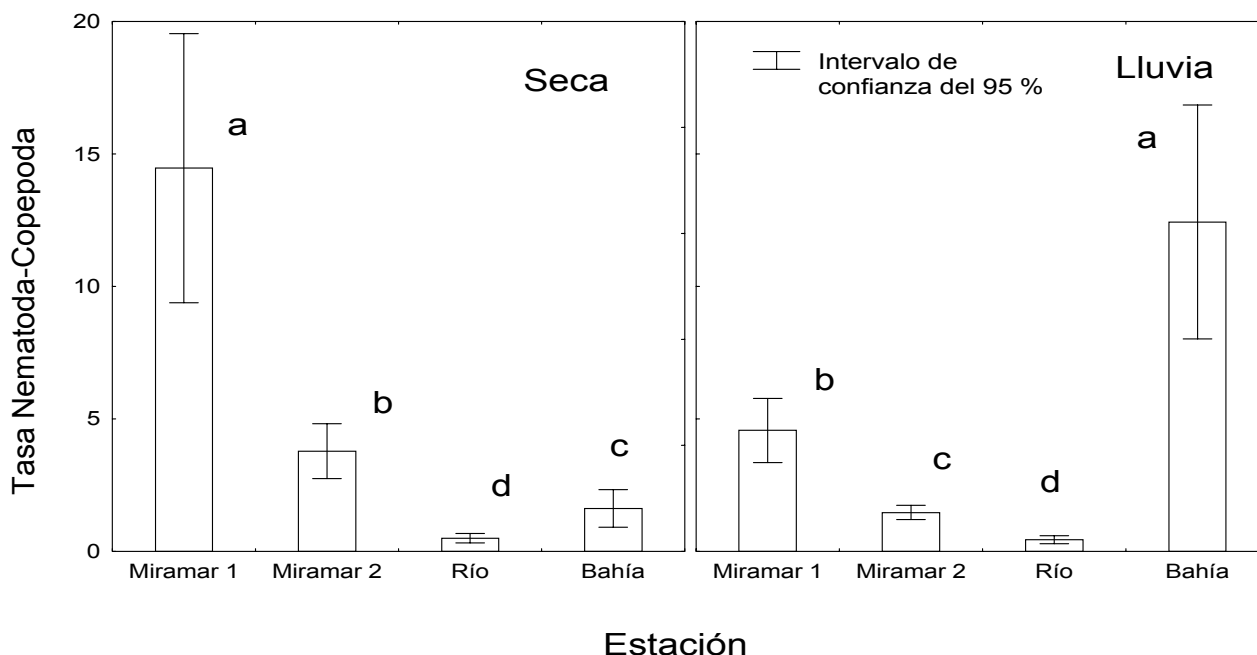 Tasa Nematoda-Copepoda
20
15
10
5
0
Seca
a
b
d
c
Miramar 1 Miramar 2 Río Bahía
Intervalo de
confianza del 95 %
Lluvia
b
c
d
a
Miramar 1 Miramar 2 Río Bahía
Estación